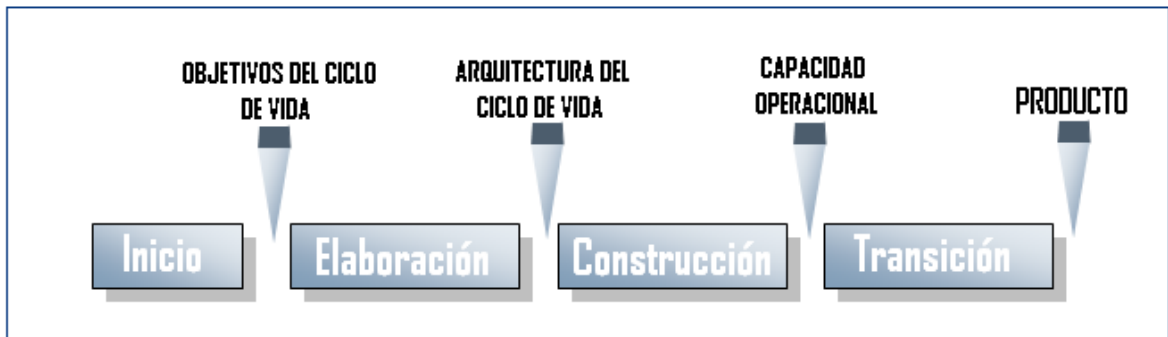 OBJETIVOS DEL CICLO
DE VIDA
ARQUITECTURA DEL
CICLO DE VIDA
CAPACIDAD
OPERACIONAL
PRODUCTO
Inicio
Elaboración
Construcción
Transición